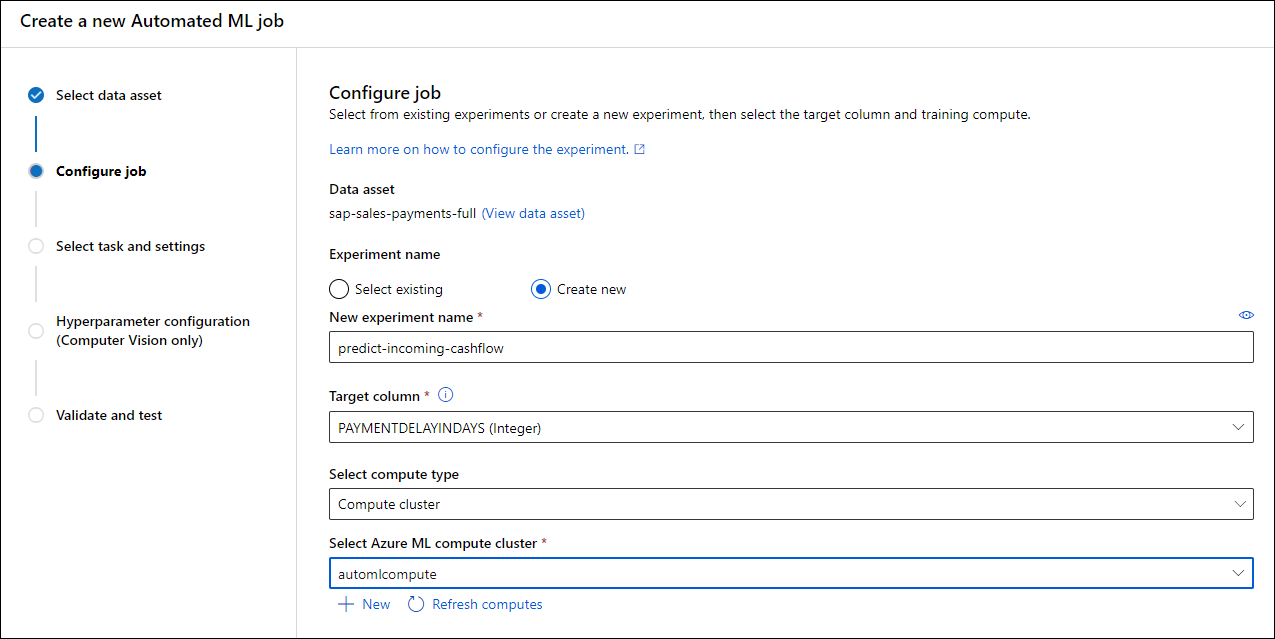 Create a new Automated ML job
Select data asset
Configure job
Select task and settings
Hyperparameter configuration
(Computer Vision only)
Validate and test
Configure job
Select from existing experiments or create a new experiment, then select the target column and training compute.
Learn more on how to configure the experiment.
Data asset
sap-sales-payments-full (View data asset)
Experiment name
Select existing Create new
New experiment name *
predict-incoming-cashflow
Target column *
PAYMENTDELAYINDAYS (Integer)
Select compute type
Compute cluster
Select Azure ML compute cluster *
automlcompute
New Refresh computes